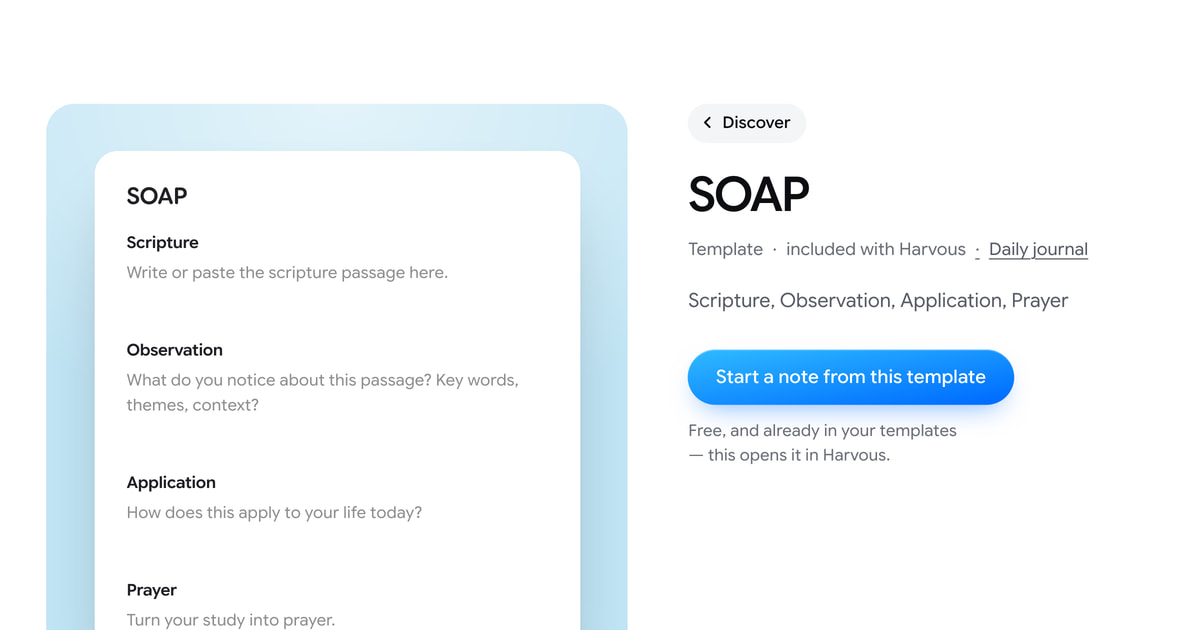 SOAP
Scripture
Write or paste the scripture passage here.
Observation
What do you notice about this passage? Key words,
themes, context?
Application
How does this apply to your life today?
Prayer
Turn your study into prayer.
Discover
SOAP
Template · included with Harvous · Daily journal
Scripture, Observation, Application, Prayer
Start a note from this template
Free, and already in your templates
— this opens it in Harvous.